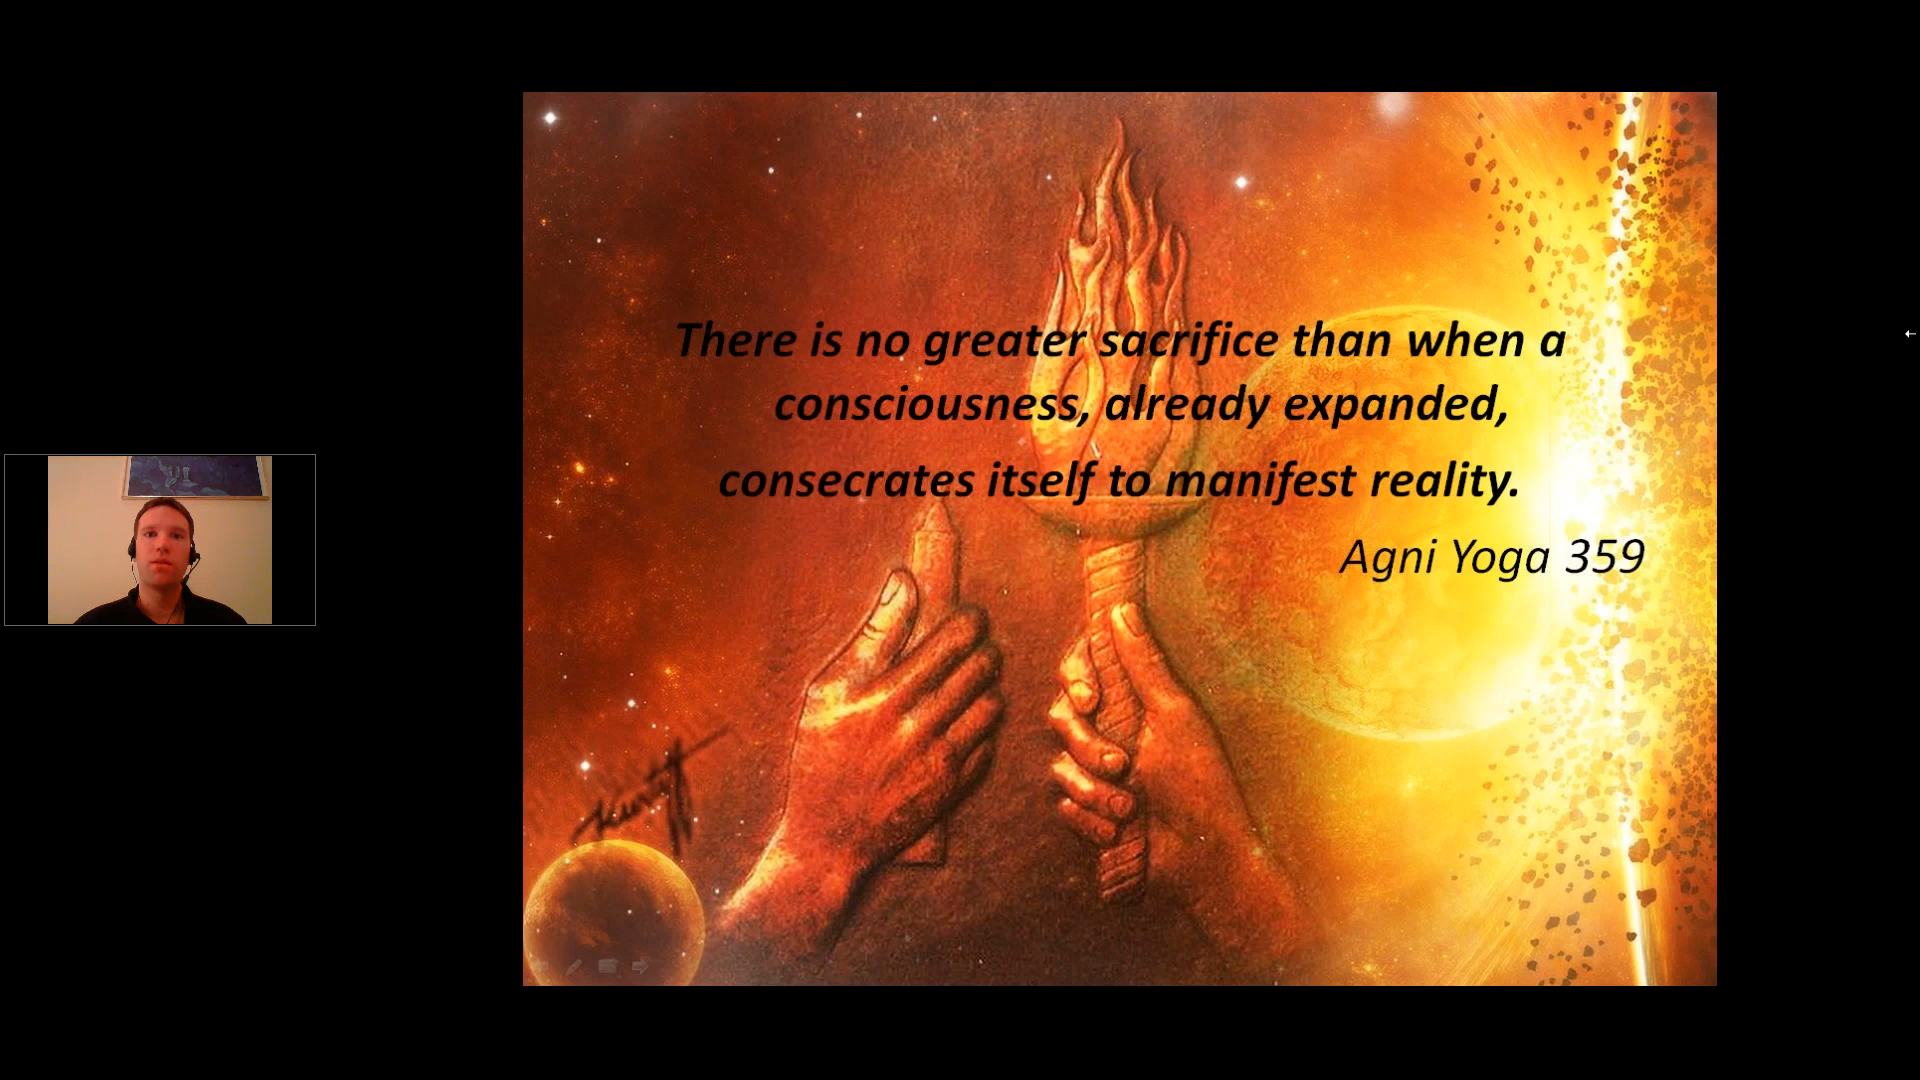 There is no greater sacrifice than when a
consciousness, already expanded,
consecrates itself to manifest reality.
Agni Yoga 359